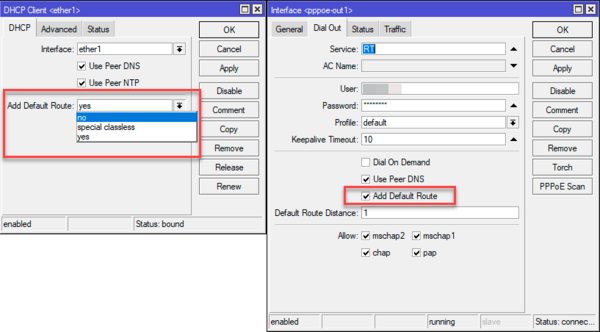 DHCP Client <ether1>
DHCP Advanced Status
Interface: ether1
Use Peer DNS
Use Peer NTP
Add Default Route: yes
no
special classless
yes
OK
Cancel
Apply
Disable
Comment
Copy
Remove
Release
Renew
enabled Status: bound
Interface <pppoe-out1>
General Dial Out Status Traffic
Service: RT
AC Name:
User:
Password: ********
Profile: default
Keepalive Timeout: 10
Dial On Demand
Use Peer DNS
Add Default Route
Default Route Distance: 1
Allow: mschap2 mschap1
chap pap
OK
Cancel
Apply
Disable
Comment
Copy
Remove
Torch
PPPoE Scan
enabled running slave Status: connec...